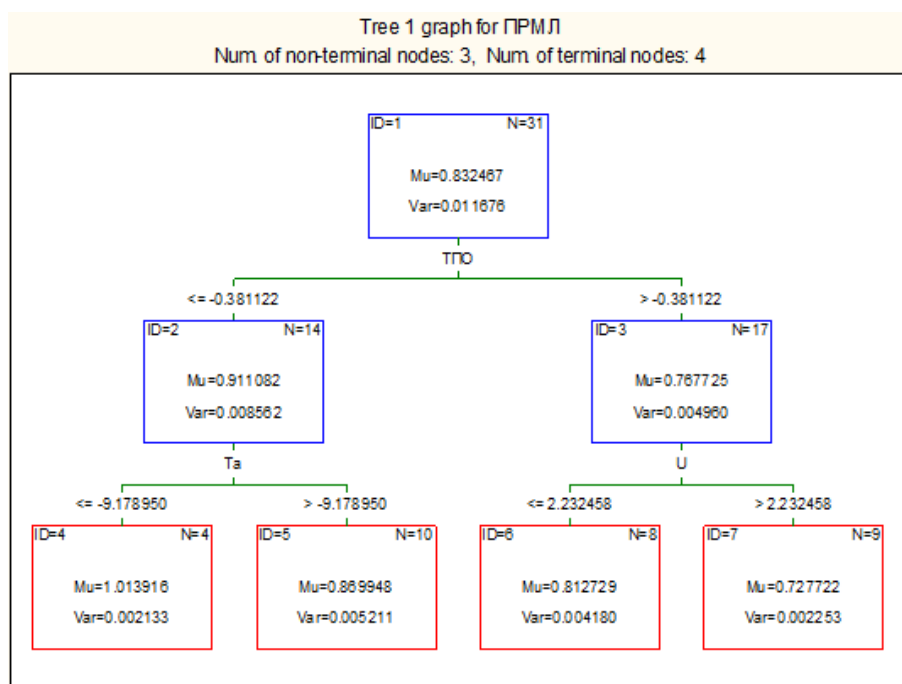 Tree 1 graph for ПРМЛ
Num. of non-terminal nodes: 3, Num. of terminal nodes: 4
ID=1 N=31
Mu=0.832467
Var=0.011676
ТПО
<= -0.381122 > -0.381122
ID=2 N=14 ID=3 N=17
Mu=0.911082 Mu=0.767725
Var=0.008562 Var=0.004960
Ta U
<= -9.178950 > -9.178950 <= 2.232458 > 2.232458
ID=4 N=4 ID=5 N=10 ID=6 N=8 ID=7 N=9
Mu=1.013916 Mu=0.869948 Mu=0.812729 Mu=0.727722
Var=0.002133 Var=0.005211 Var=0.004180 Var=0.002253